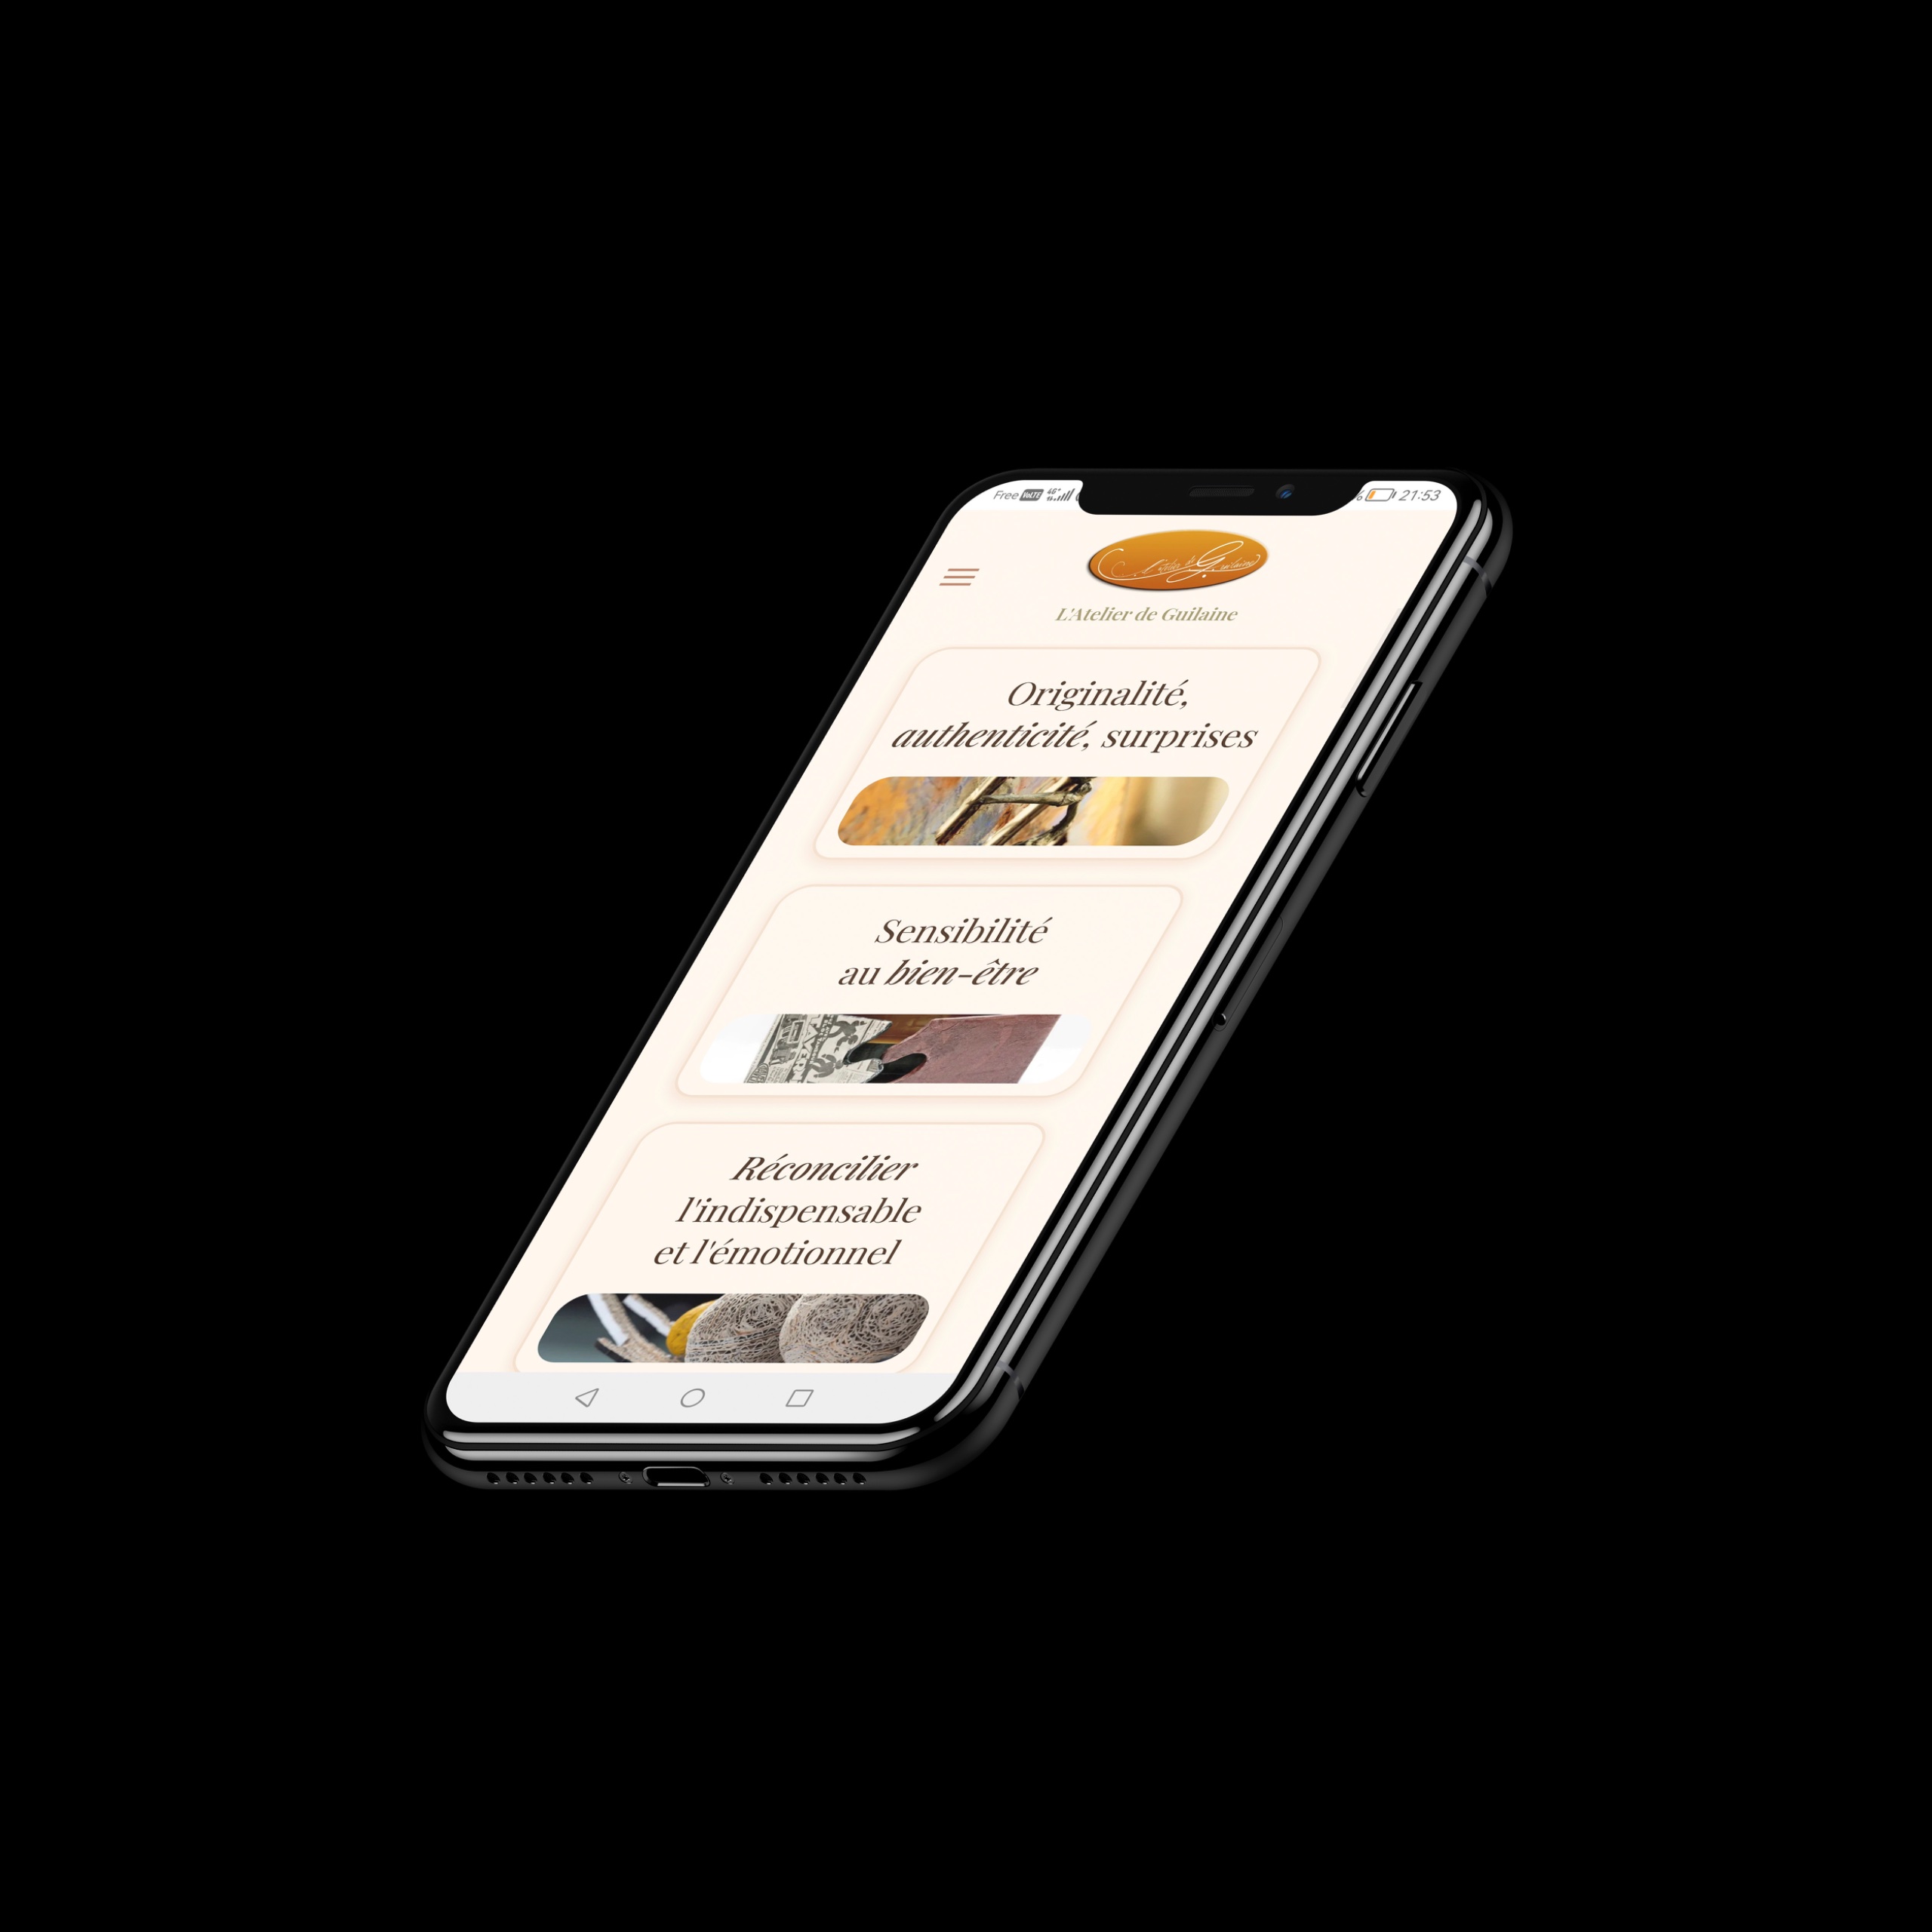 Free VoLTE 4G+ 21:53
L'atelier de Guilaine
L'Atelier de Guilaine
Originalité,
authenticité, surprises
Sensibilité
au bien-être
Réconcilier
l'indispensable
et l'émotionnel